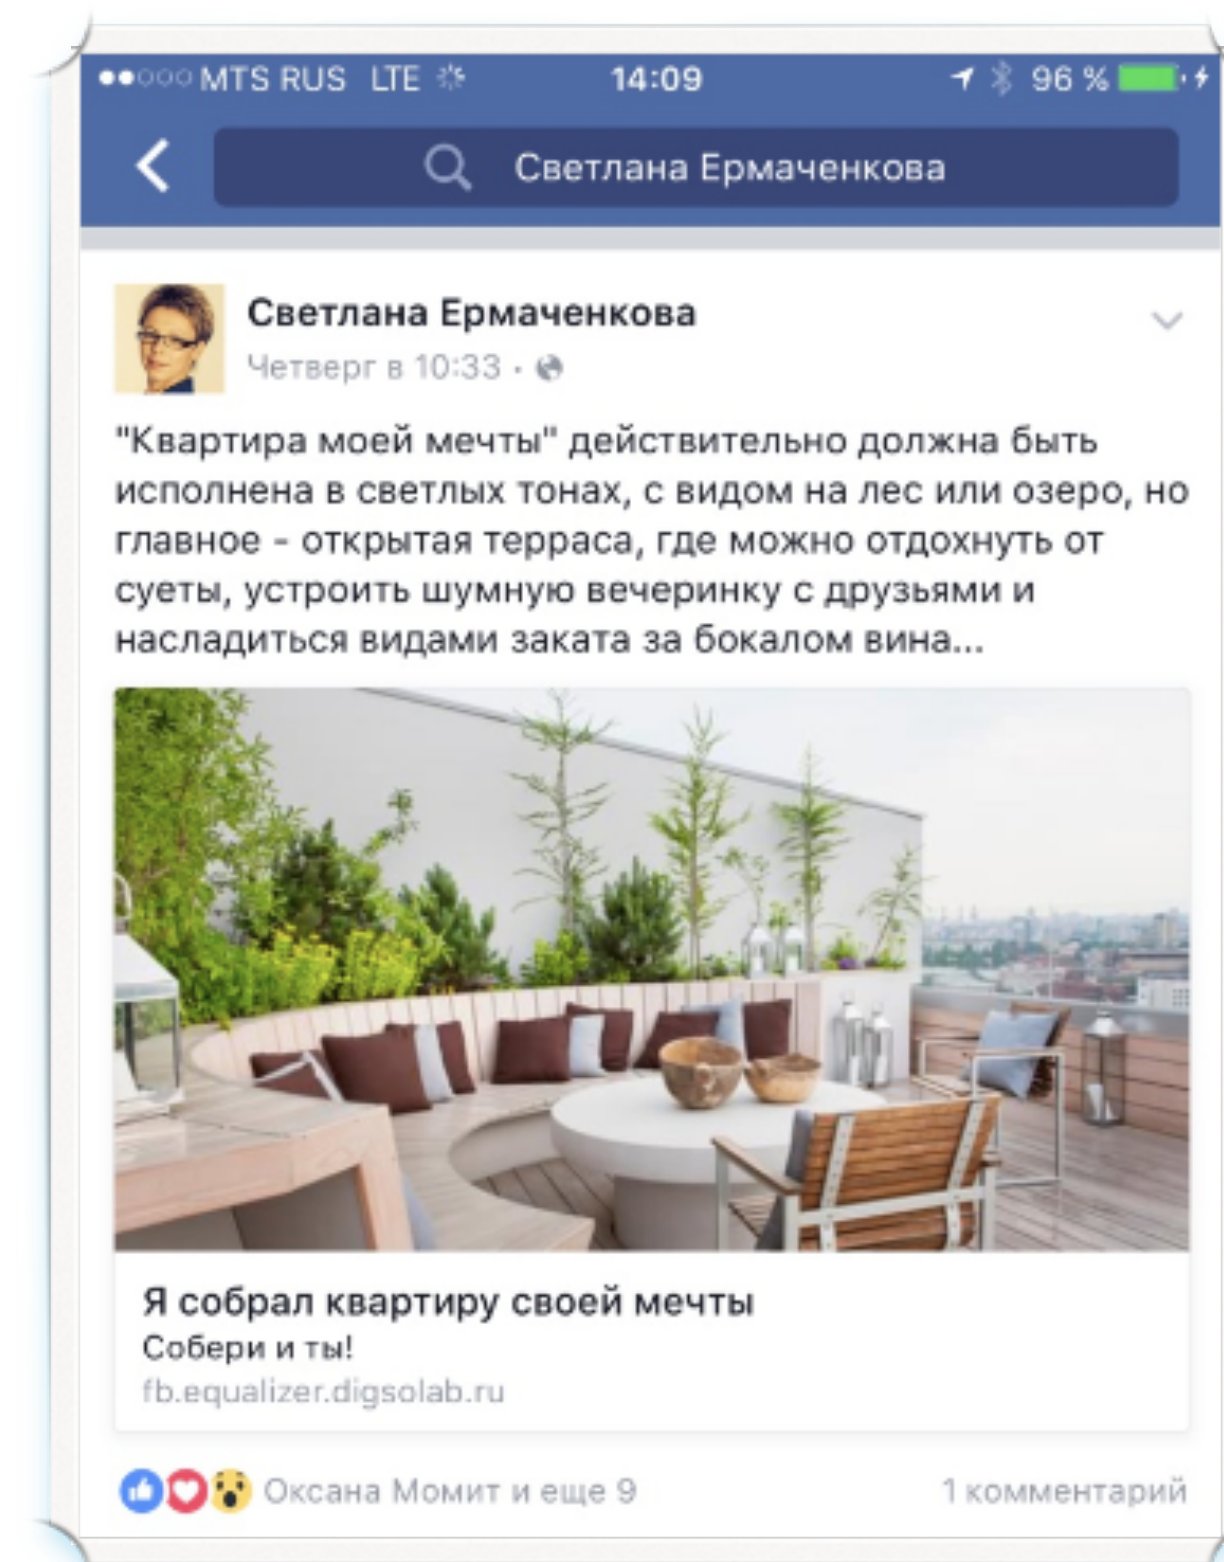 MTS RUS LTE 14:09 96 %
Светлана Ермаченкова
Светлана Ермаченкова
Четверг в 10:33 ·
"Квартира моей мечты" действительно должна быть
исполнена в светлых тонах, с видом на лес или озеро, но
главное - открытая терраса, где можно отдохнуть от
суеты, устроить шумную вечеринку с друзьями и
насладиться видами заката за бокалом вина...
Я собрал квартиру своей мечты
Собери и ты!
fb.equalizer.digsolab.ru
Оксана Момит и еще 9 1 комментарий